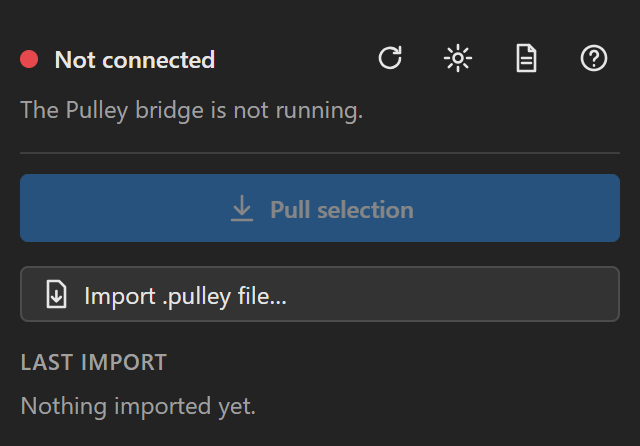 Not connected
The Pulley bridge is not running.
Pull selection
Import .pulley file...
LAST IMPORT
Nothing imported yet.